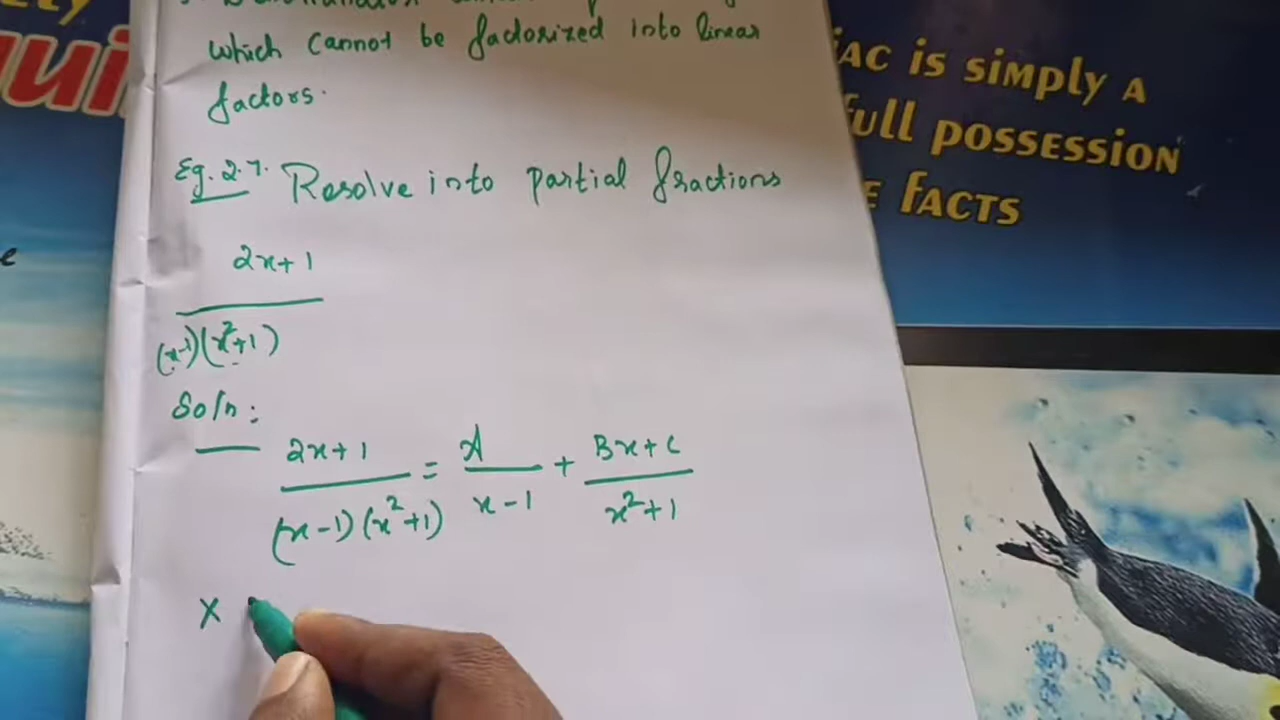 which cannot be factorized into linear
factors.
Eg. 2.7. Resolve into partial fractions
2x+1
(x-1)(x²+1)
Soln:
2x+1 / (x-1)(x²+1) = A / x-1 + Bx+C / x²+1
X
AC is simply A
full possession
FACTS